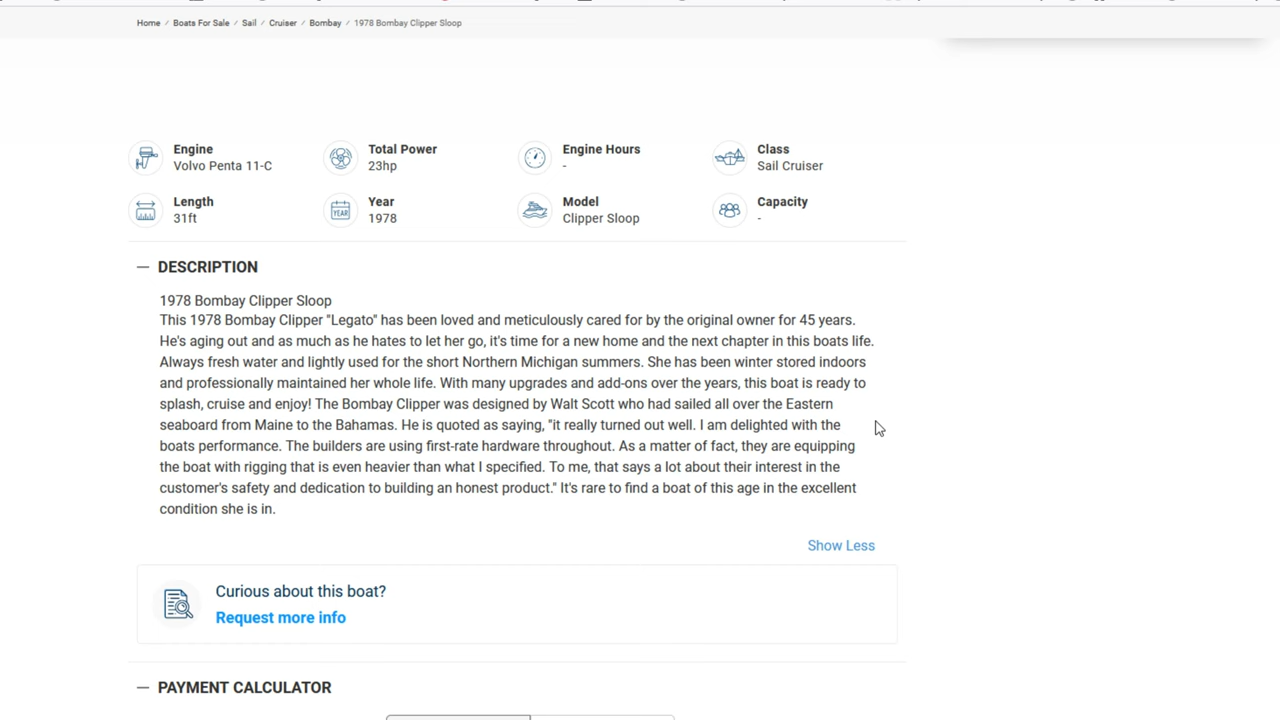 Home / Boats For Sale / Sail / Cruiser / Bombay / 1978 Bombay Clipper Sloop
Engine
Volvo Penta 11-C
Total Power
23hp
Engine Hours
-
Class
Sail Cruiser
Length
31ft
YEAR
Year
1978
Model
Clipper Sloop
Capacity
-
— DESCRIPTION
1978 Bombay Clipper Sloop
This 1978 Bombay Clipper "Legato" has been loved and meticulously cared for by the original owner for 45 years.
He's aging out and as much as he hates to let her go, it's time for a new home and the next chapter in this boats life.
Always fresh water and lightly used for the short Northern Michigan summers. She has been winter stored indoors
and professionally maintained her whole life. With many upgrades and add-ons over the years, this boat is ready to
splash, cruise and enjoy! The Bombay Clipper was designed by Walt Scott who had sailed all over the Eastern
seaboard from Maine to the Bahamas. He is quoted as saying, "it really turned out well. I am delighted with the
boats performance. The builders are using first-rate hardware throughout. As a matter of fact, they are equipping
the boat with rigging that is even heavier than what I specified. To me, that says a lot about their interest in the
customer's safety and dedication to building an honest product." It's rare to find a boat of this age in the excellent
condition she is in.
Show Less
Curious about this boat?
Request more info
— PAYMENT CALCULATOR